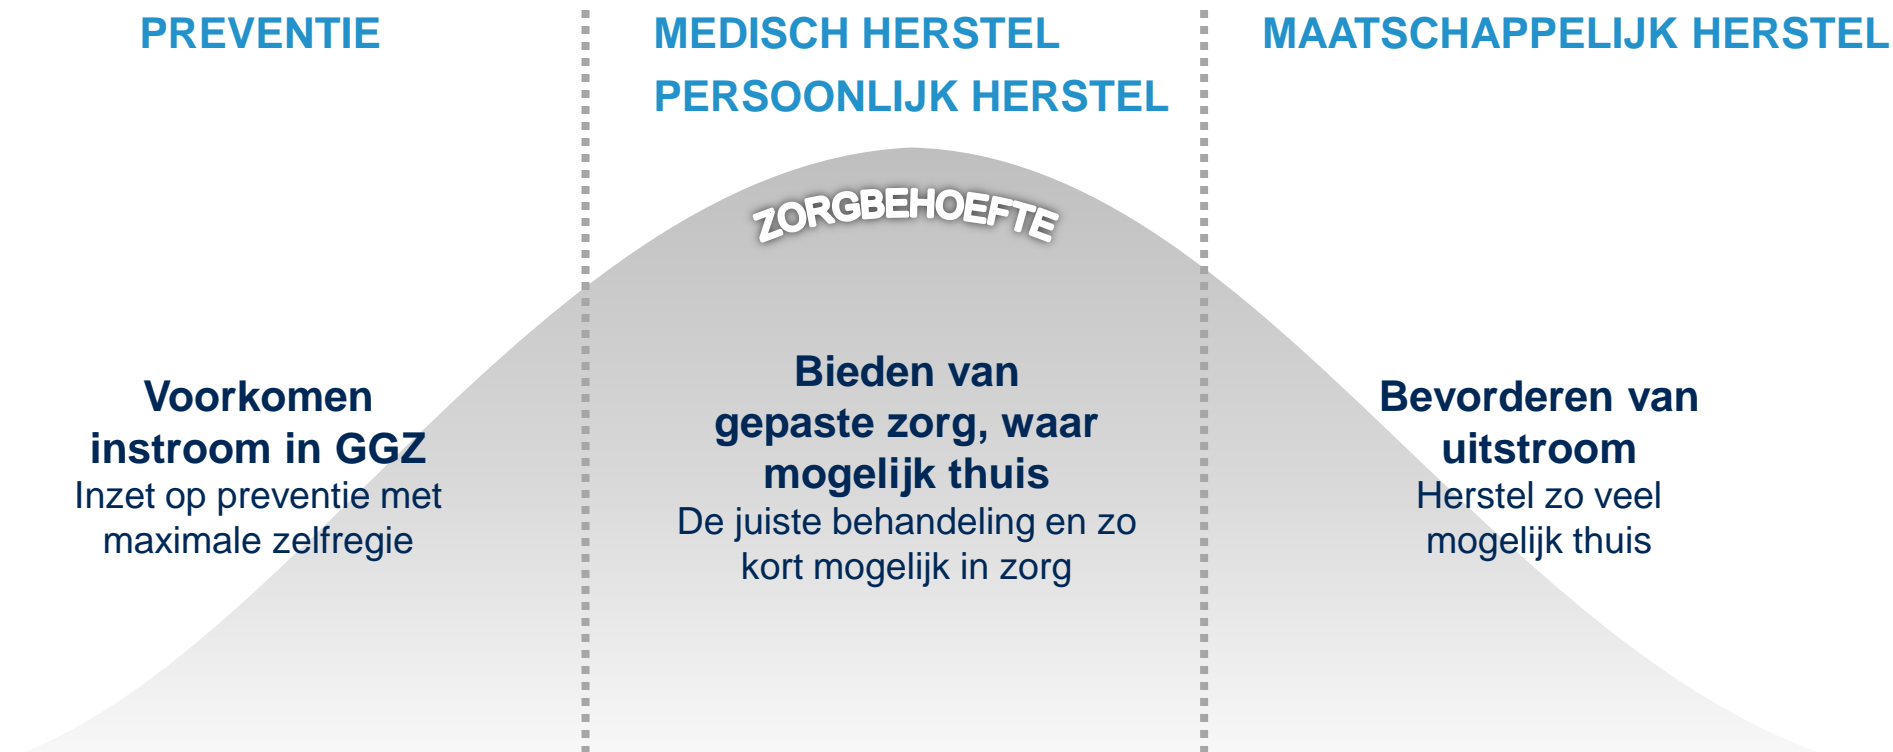 PREVENTIE
MEDISCH HERSTEL
PERSOONLIJK HERSTEL
MAATSCHAPPELIJK HERSTEL
ZORGBEHOEFTE
Voorkomen
instroom in GGZ
Inzet op preventie met
maximale zelfregie
Bieden van
gepaste zorg, waar
mogelijk thuis
De juiste behandeling en zo
kort mogelijk in zorg
Bevorderen van
uitstroom
Herstel zo veel
mogelijk thuis